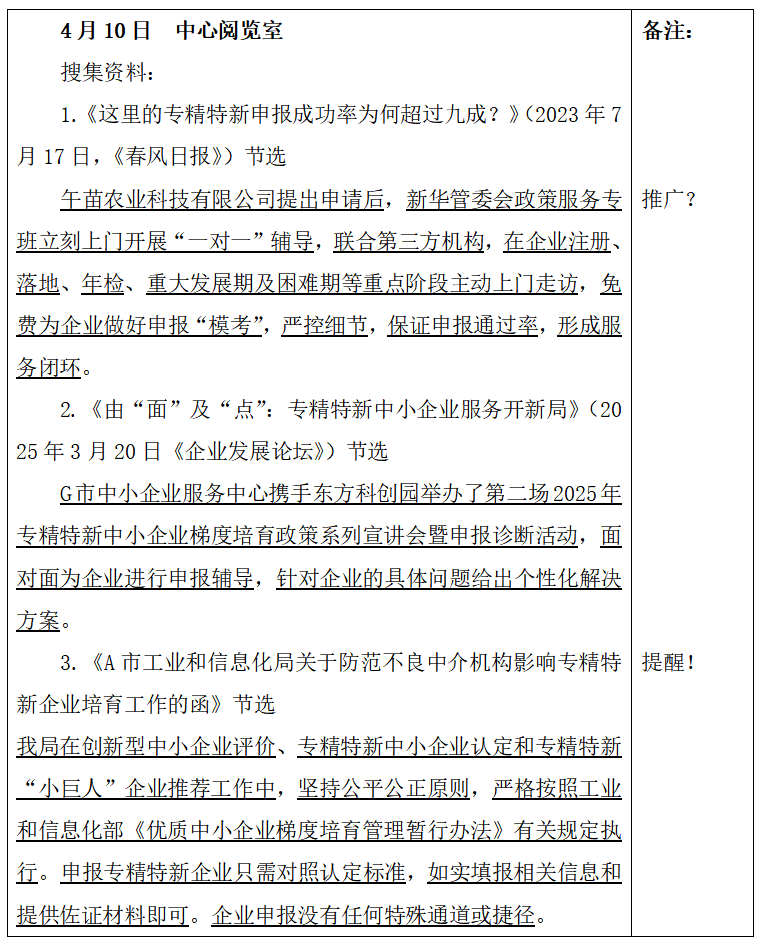 4月10日 中心阅览室
备注：
搜集资料：
1.《这里的专精特新申报成功率为何超过九成？》（2023年7
月17日，《春风日报》）节选
午苗农业科技有限公司提出申请后，新华管委会政策服务专
推广？
班立刻上门开展“一对一”辅导，联合第三方机构，在企业注册、
落地、年检、重大发展期及困难期等重点阶段主动上门走访，免
费为企业做好申报“模考”，严控细节，保证申报通过率，形成服
务闭环。
2.《由“面”及“点”：专精特新中小企业服务开新局》（20
25年3月20日《企业发展论坛》）节选
G市中小企业服务中心携手东方科创园举办了第二场2025年
专精特新中小企业梯度培育政策系列宣讲会暨申报诊断活动，面
对面为企业进行申报辅导，针对企业的具体问题给出个性化解决
方案。
3.《A市工业和信息化局关于防范不良中介机构影响专精特
提醒！
新企业培育工作的函》节选
我局在创新型中小企业评价、专精特新中小企业认定和专精特新
“小巨人”企业推荐工作中，坚持公平公正原则，严格按照工业
和信息化部《优质中小企业梯度培育管理暂行办法》有关规定执
行。申报专精特新企业只需对照认定标准，如实填报相关信息和
提供佐证材料即可。企业申报没有任何特殊通道或捷径。